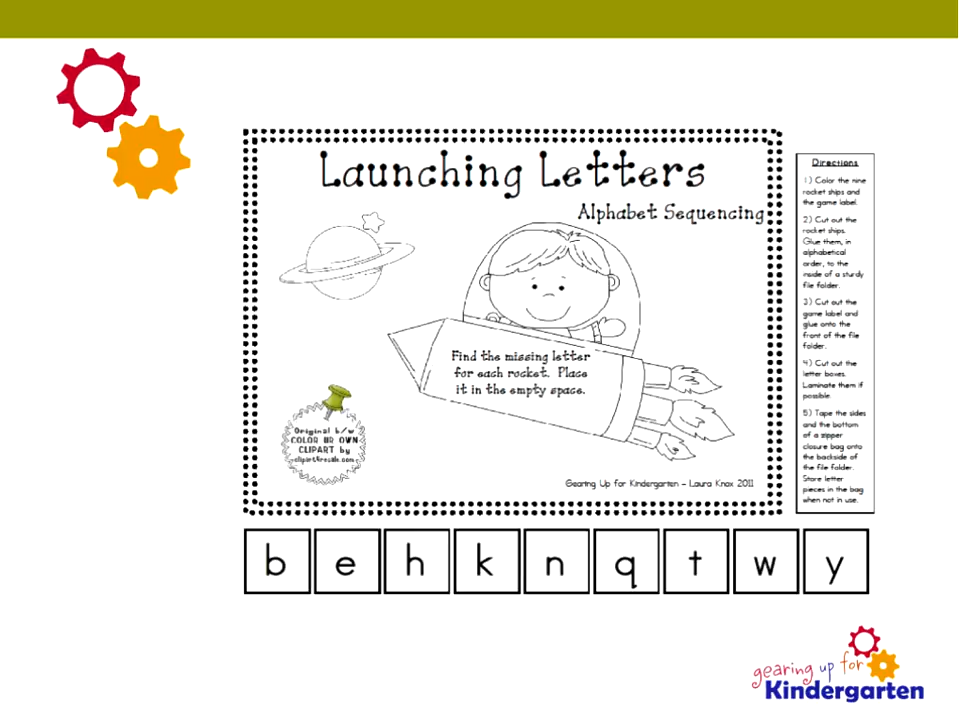 Launching Letters
Alphabet Sequencing
Find the missing letter
for each rocket. Place
it in the empty space.
Original b/w
COLOR UR OWN
CLIPART by
clipart4resale.com
Gearing Up for Kindergarten - Laura Knox 2011
Directions
1) Color the nine
rocket ships and
the game label.
2) Cut out the
rocket ships.
Glue them, in
alphabetical
order, to the
inside of a sturdy
file folder.
3) Cut out the
game label and
glue onto the
front of the file
folder.
4) Cut out the
letter boxes.
Laminate them if
possible.
5) Tape the sides
and the bottom
of a zipper
closure bag onto
the backside of
the file folder.
Store letter
pieces in the bag
when not in use.
b e h k n q t w y
gearing up for
Kindergarten